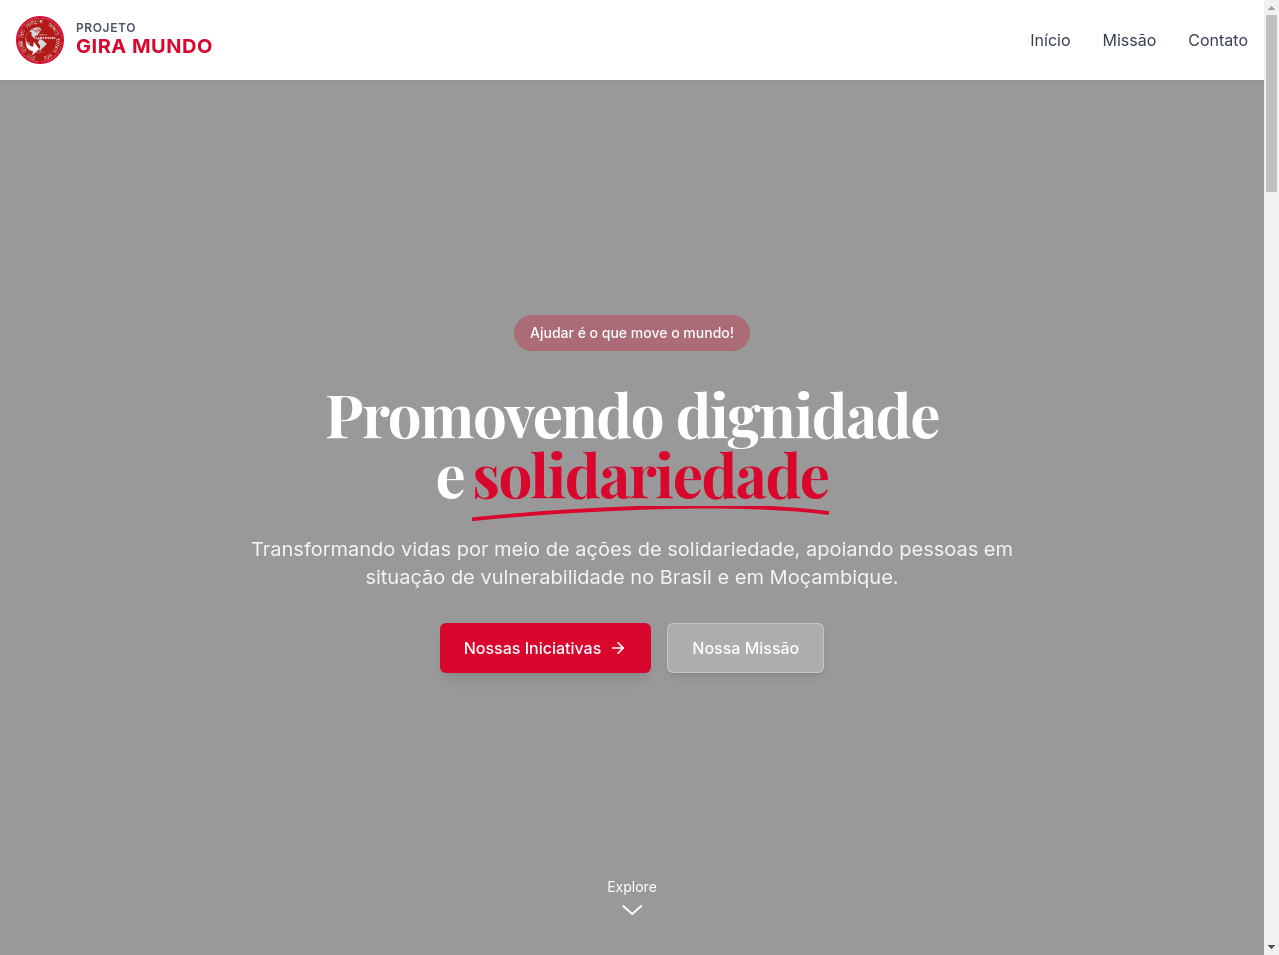 PROJETO
GIRA MUNDO
Início
Missão
Contato
Ajudar é o que move o mundo!
Promovendo dignidade
e solidariedade
Transformando vidas por meio de ações de solidariedade, apoiando pessoas em
situação de vulnerabilidade no Brasil e em Moçambique.
Nossas Iniciativas
Nossa Missão
Explore